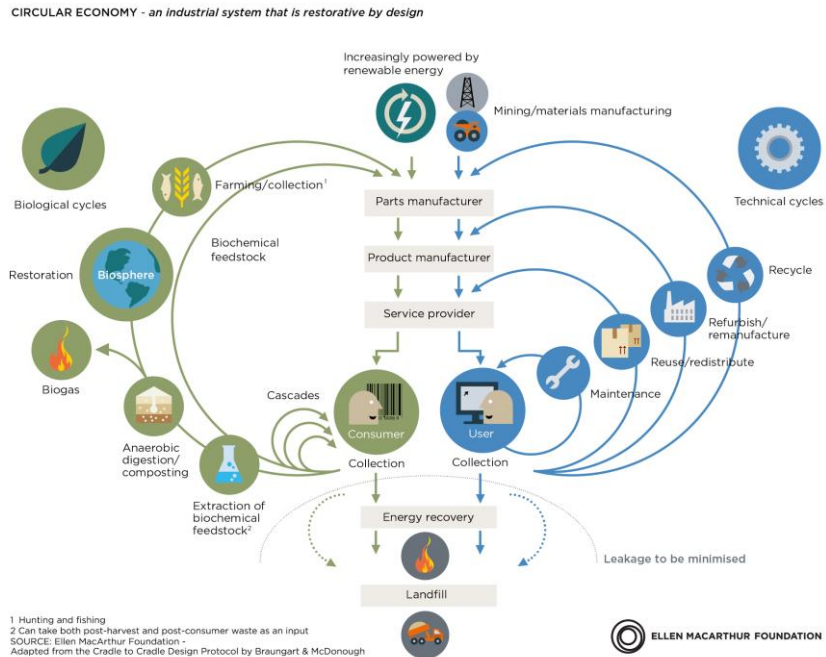 CIRCULAR ECONOMY - an industrial system that is restorative by design
Increasingly powered by
renewable energy
Mining/materials manufacturing
Biological cycles
Farming/collection1
Parts manufacturer
Technical cycles
Biochemical
feedstock
Product manufacturer
Restoration
Biosphere
Recycle
Service provider
Refurbish/
remanufacture
Reuse/redistribute
Biogas
Maintenance
Cascades
Consumer
User
Anaerobic
digestion/
composting
Collection
Collection
Extraction of
biochemical
feedstock2
Energy recovery
Leakage to be minimised
Landfill
1 Hunting and fishing
2 Can take both post-harvest and post-consumer waste as an input
SOURCE: Ellen MacArthur Foundation -
Adapted from the Cradle to Cradle Design Protocol by Braungart & McDonough
ELLEN MACARTHUR FOUNDATION